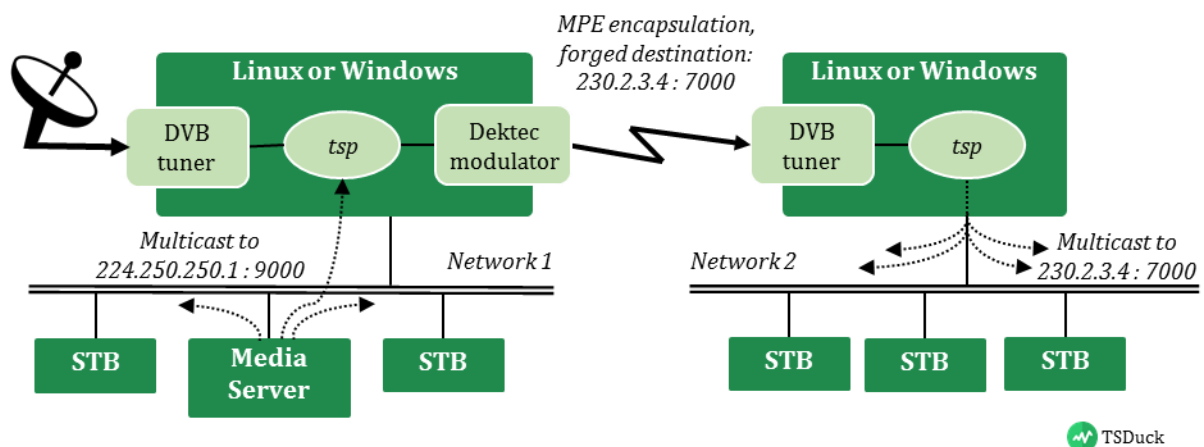 MPE encapsulation,
forged destination:
230.2.3.4 : 7000
Linux or Windows
DVB
tuner
tsp
Dektec
modulator
Linux or Windows
DVB
tuner
tsp
Multicast to
224.250.250.1 : 9000
Network 1
Network 2
Multicast to
230.2.3.4 : 7000
STB
Media
Server
STB
STB
STB
STB
TSDuck